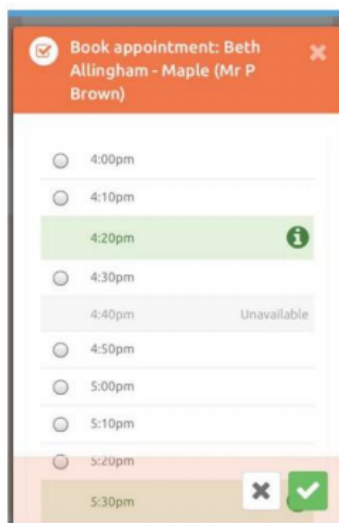 Book appointment: Beth
Allingham - Maple (Mr P
Brown)
4:00pm
4:10pm
4:20pm
4:30pm
4:40pm Unavailable
4:50pm
5:00pm
5:10pm
5:20pm
5:30pm